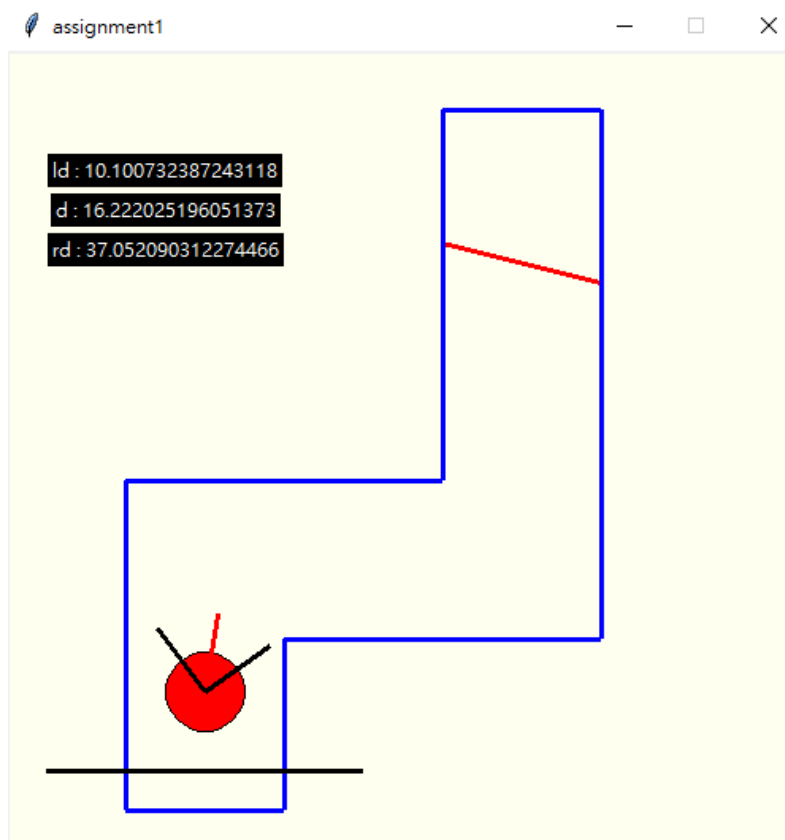 assignment1
ld : 10.100732387243118
d : 16.222025196051373
rd : 37.052090312274466